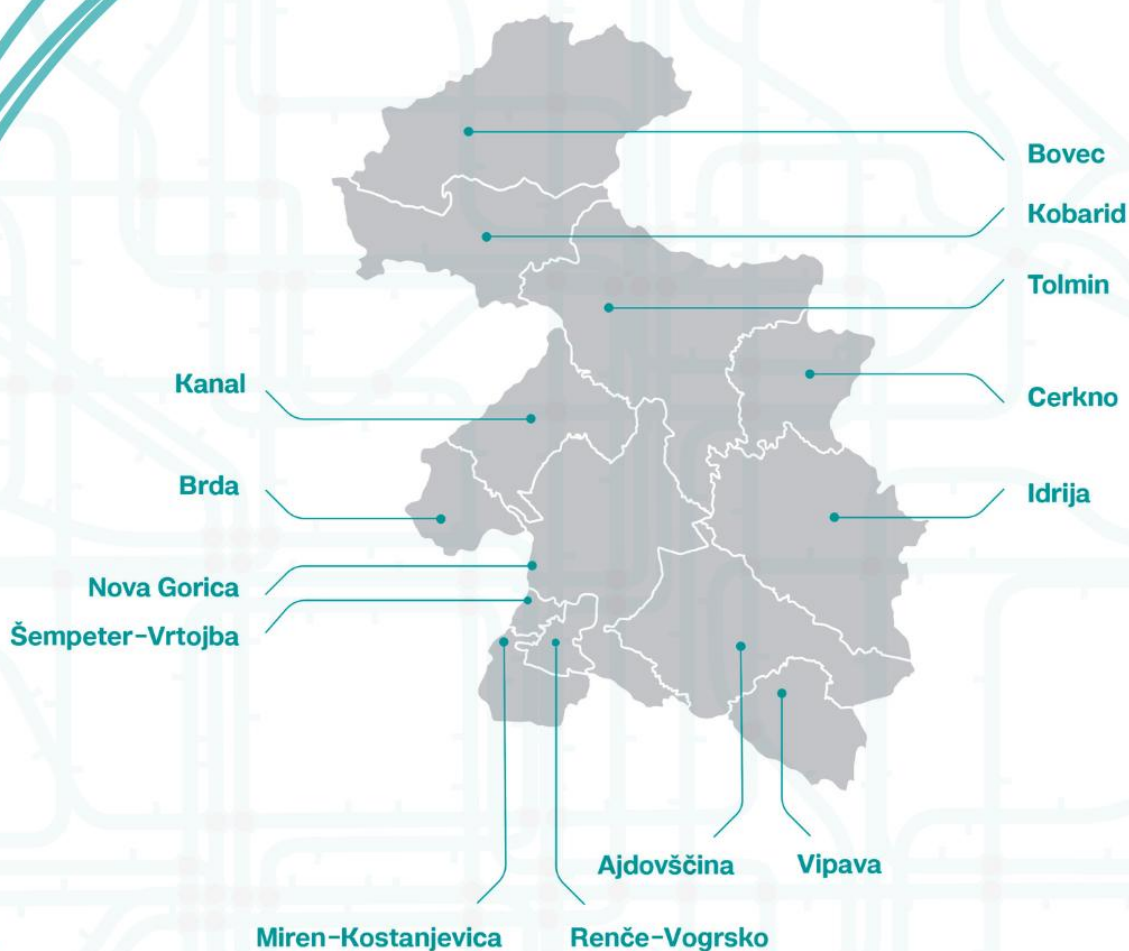 Bovec
Kobarid
Tolmin
Kanal
Cerkno
Brda
Idrija
Nova Gorica
Šempeter-Vrtojba
Ajdovščina
Vipava
Miren-Kostanjevica
Renče-Vogrsko